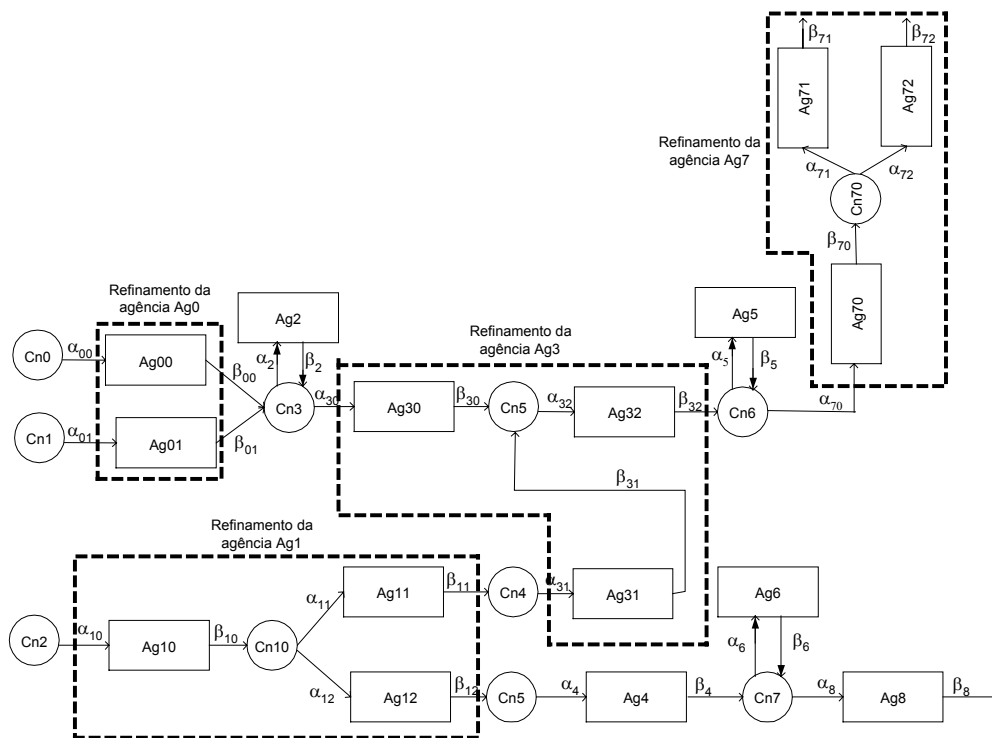 β71
β72
Ag71
Ag72
Refinamento da
agência Ag7
α71
α72
Cn70
β70
Ag70
Refinamento da
agência Ag0
Ag2
Ag5
Refinamento da
agência Ag3
Cn0
α00
Ag00
β00
α2
β2
α5
β5
Cn3
α30
Ag30
β30
Cn5
α32
Ag32
β32
Cn6
α70
Cn1
α01
Ag01
β01
β31
Refinamento da
agência Ag1
Cn2
α10
Ag10
β10
Cn10
α11
Ag11
β11
Cn4
α31
Ag31
Ag6
α6
β6
α12
Ag12
β12
Cn5
α4
Ag4
β4
Cn7
α8
Ag8
β8